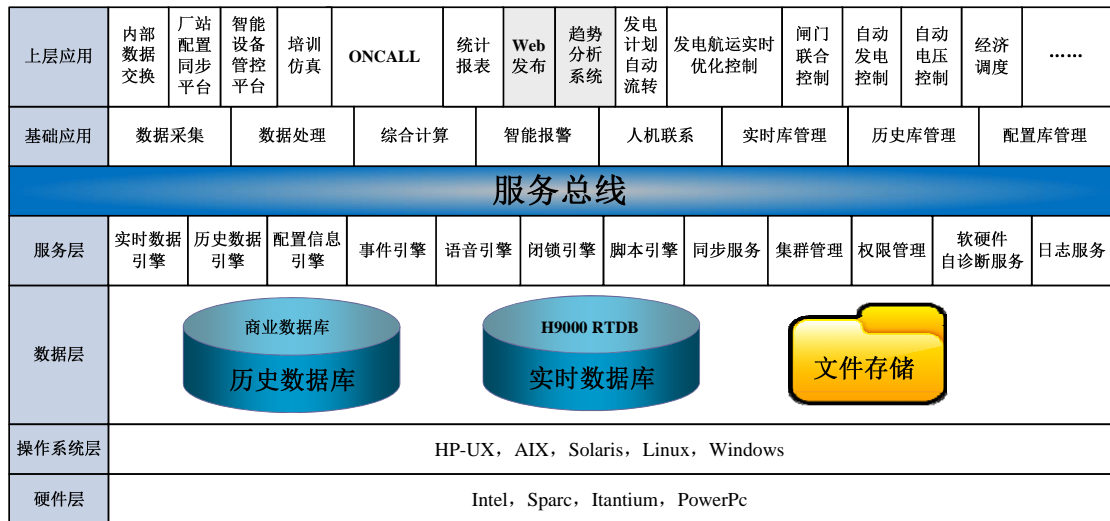 上层应用
内部
数据
交换
厂站
配置
同步
平台
智能
设备
管控
平台
培训
仿真
ONCALL
统计
报表
Web
发布
趋势
分析
系统
发电
计划
自动
流转
发电航运实时
优化控制
闸门
联合
控制
自动
发电
控制
自动
电压
控制
经济
调度
……
基础应用
数据采集
数据处理
综合计算
智能报警
人机联系
实时库管理
历史库管理
配置库管理
服务总线
服务层
实时数据
引擎
历史数据
引擎
配置信息
引擎
事件引擎
语音引擎
闭锁引擎
脚本引擎
同步服务
集群管理
权限管理
软硬件
自诊断服务
日志服务
数据层
商业数据库
历史数据库
H9000 RTDB
实时数据库
文件存储
操作系统层
HP-UX，AIX，Solaris，Linux，Windows
硬件层
Intel，Sparc，Itantium，PowerPc